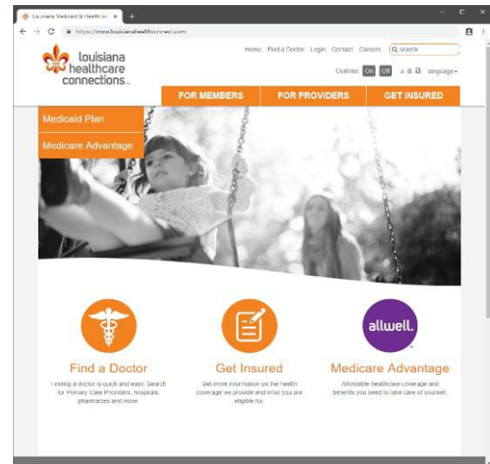 Louisiana Medicaid & Health Ins
https://www.louisianahealthconnect.com
louisiana
healthcare
connections
Home Find a Doctor Login Contact Careers search
Contrast On Off a a a language
FOR MEMBERS FOR PROVIDERS GET INSURED
Medicaid Plan
Medicare Advantage
allwell.
Find a Doctor Get Insured Medicare Advantage
Finding a doctor is quick and easy. Search Get more information on the health Affordable healthcare coverage and
for Primary Care Providers, hospitals, coverage we provide and what you are benefits you need to take care of yourself.
pharmacies and more. eligible for.